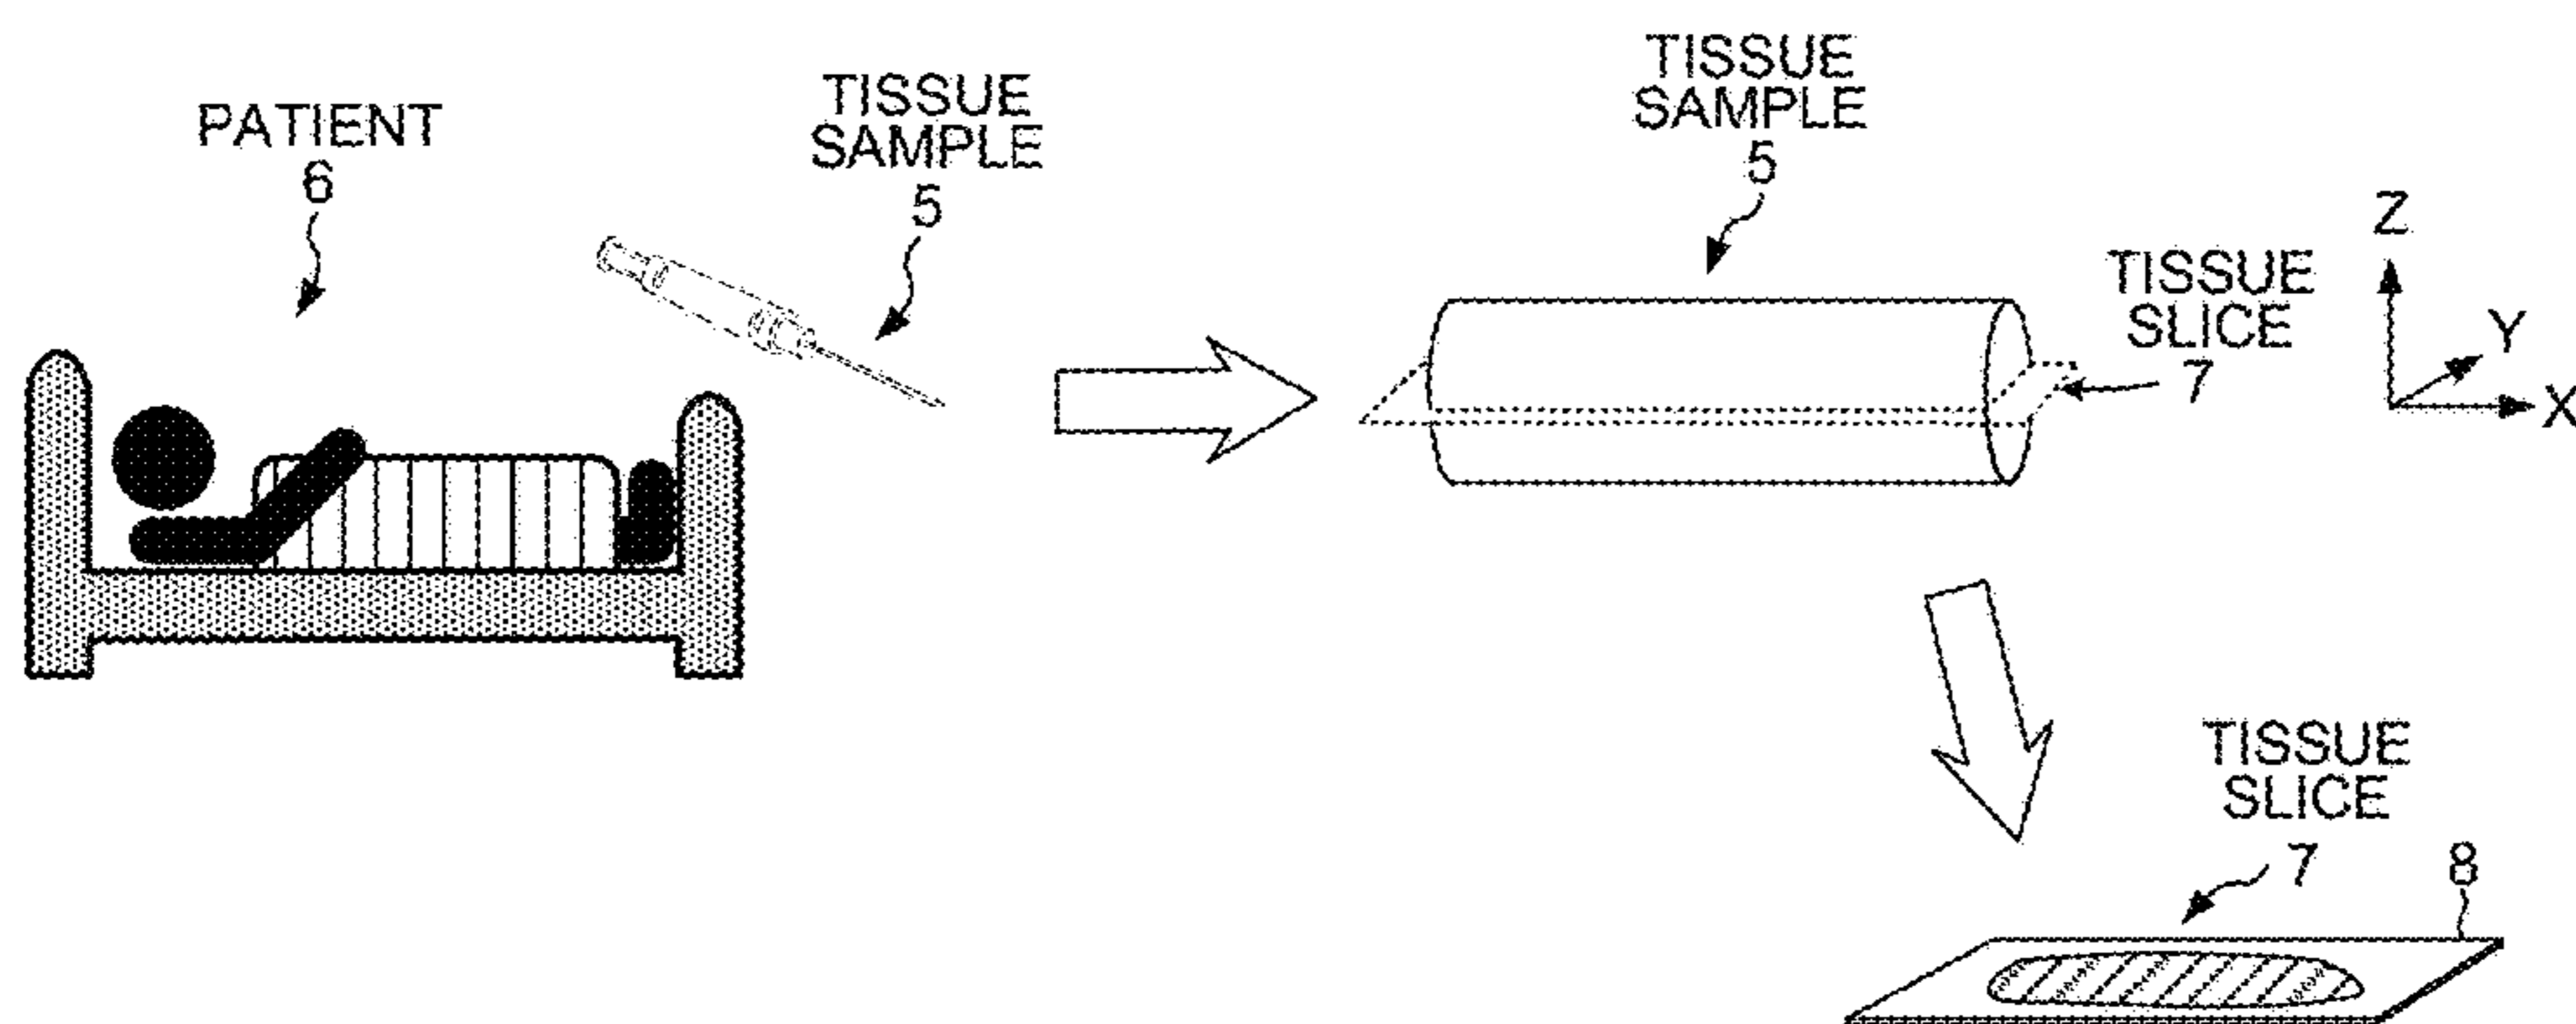 PATIENT
6
TISSUE
SAMPLE
5
TISSUE
SAMPLE
5
TISSUE
SLICE
7
Z
Y
X
TISSUE
SLICE
7
8